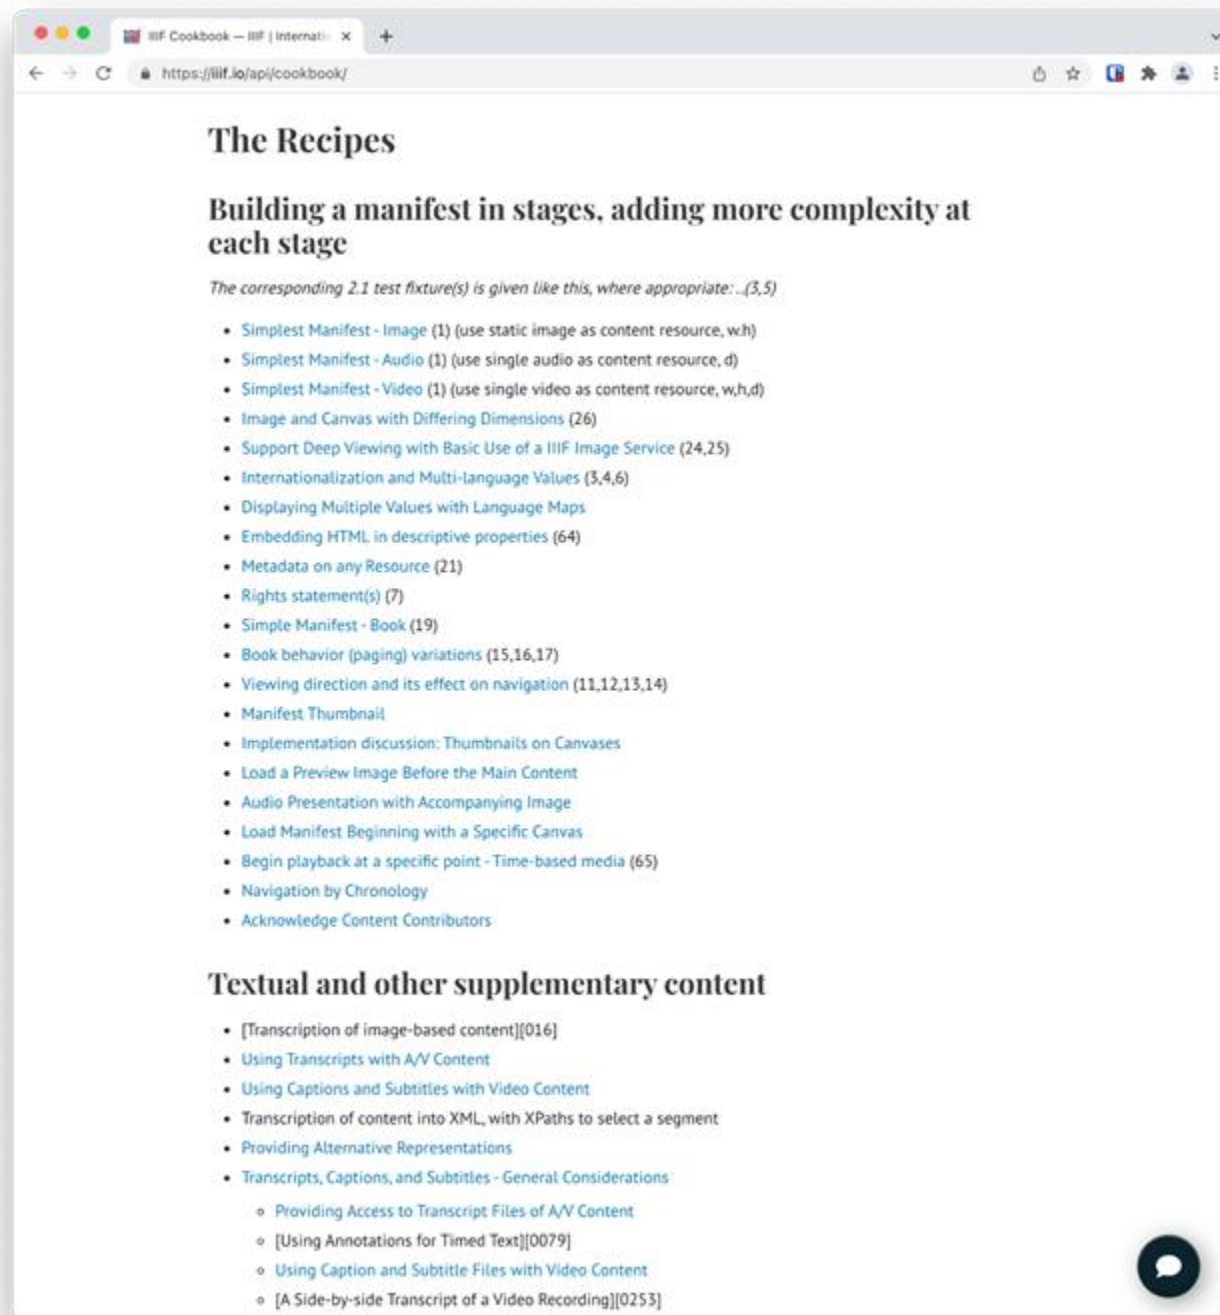 IIIF Cookbook — IIIF | Internati
https://iiif.io/api/cookbook/
The Recipes
Building a manifest in stages, adding more complexity at
each stage
The corresponding 2.1 test fixture(s) is given like this, where appropriate: ..(3,5)
• Simplest Manifest - Image (1) (use static image as content resource, w.h)
• Simplest Manifest - Audio (1) (use single audio as content resource, d)
• Simplest Manifest - Video (1) (use single video as content resource, w,h,d)
• Image and Canvas with Differing Dimensions (26)
• Support Deep Viewing with Basic Use of a IIIF Image Service (24,25)
• Internationalization and Multi-language Values (3,4,6)
• Displaying Multiple Values with Language Maps
• Embedding HTML in descriptive properties (64)
• Metadata on any Resource (21)
• Rights statement(s) (7)
• Simple Manifest - Book (19)
• Book behavior (paging) variations (15,16,17)
• Viewing direction and its effect on navigation (11,12,13,14)
• Manifest Thumbnail
• Implementation discussion: Thumbnails on Canvases
• Load a Preview Image Before the Main Content
• Audio Presentation with Accompanying Image
• Load Manifest Beginning with a Specific Canvas
• Begin playback at a specific point - Time-based media (65)
• Navigation by Chronology
• Acknowledge Content Contributors
Textual and other supplementary content
• [Transcription of image-based content][016]
• Using Transcripts with A/V Content
• Using Captions and Subtitles with Video Content
• Transcription of content into XML, with XPaths to select a segment
• Providing Alternative Representations
• Transcripts, Captions, and Subtitles - General Considerations
◦ Providing Access to Transcript Files of A/V Content
◦ [Using Annotations for Timed Text][0079]
◦ Using Caption and Subtitle Files with Video Content
◦ [A Side-by-side Transcript of a Video Recording][0253]